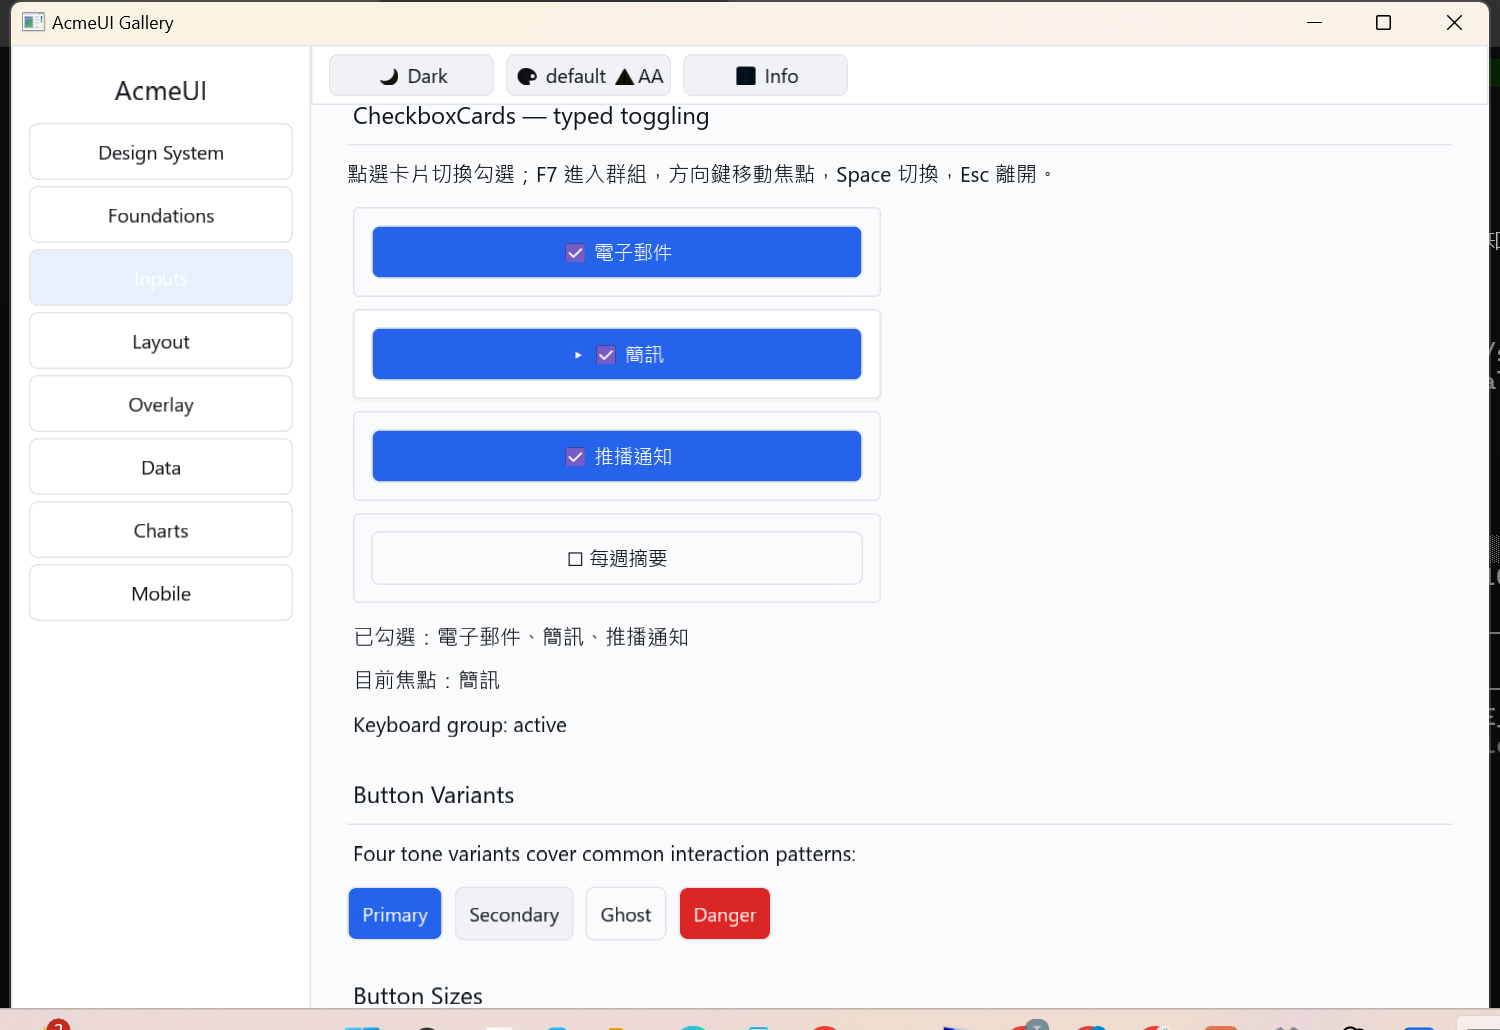 AcmeUI Gallery
AcmeUI
Design System
Foundations
Inputs
Layout
Overlay
Data
Charts
Mobile
Dark
default ▲AA
Info
CheckboxCards — typed toggling
點選卡片切換勾選；F7 進入群組，方向鍵移動焦點，Space 切換，Esc 離開。
☑ 電子郵件
▸ ☑ 簡訊
☑ 推播通知
☐ 每週摘要
已勾選：電子郵件、簡訊、推播通知
目前焦點：簡訊
Keyboard group: active
Button Variants
Four tone variants cover common interaction patterns:
Primary
Secondary
Ghost
Danger
Button Sizes